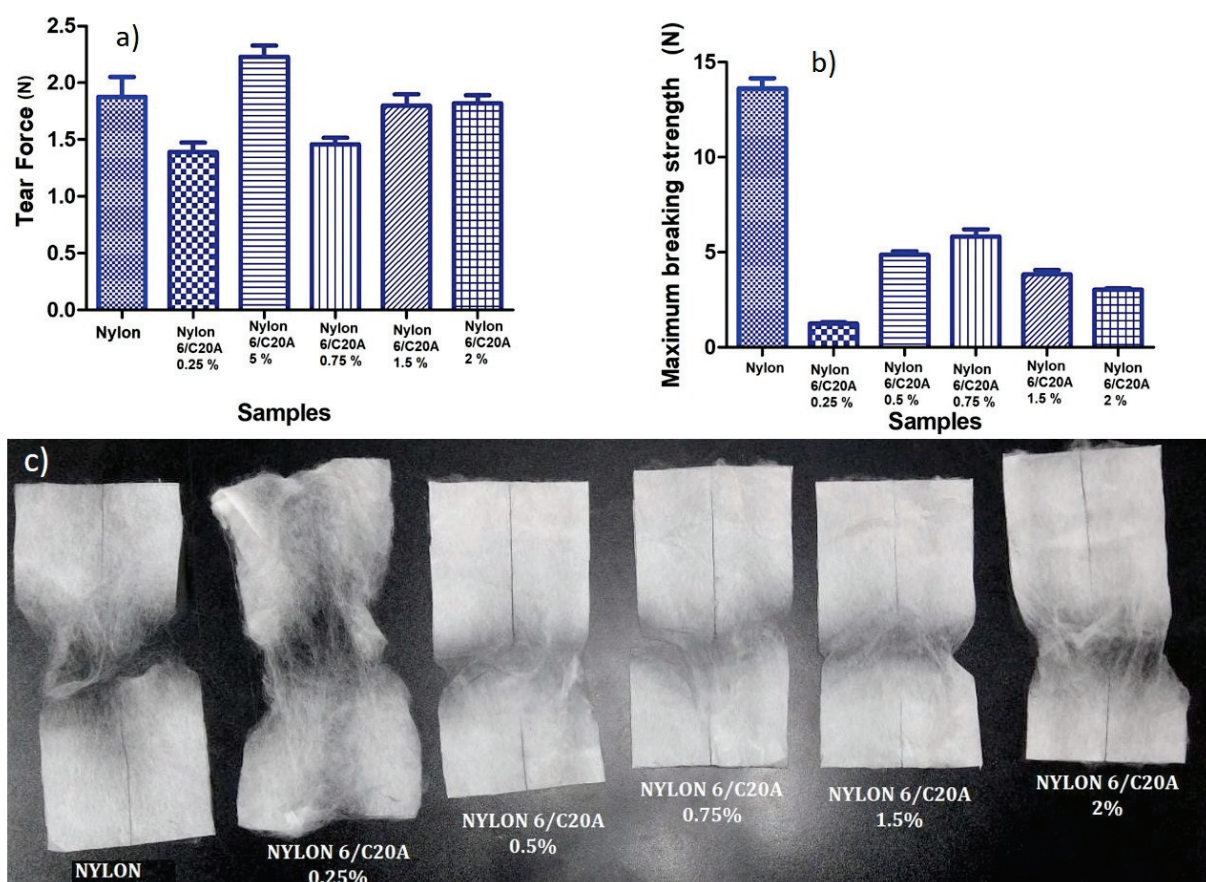 a)
Tear Force (N)
2.5
2.0
1.5
1.0
0.5
0.0
Nylon
Nylon
6/C20A
0.25 %
Nylon
6/C20A
5 %
Nylon
6/C20A
0.75 %
Nylon
6/C20A
1.5 %
Nylon
6/C20A
2 %
Samples
b)
Maximum breaking strength (N)
15
10
5
0
Nylon
Nylon
6/C20A
0.25 %
Nylon
6/C20A
0.5 %
Nylon
6/C20A
0.75 %
Nylon
6/C20A
1.5 %
Nylon
6/C20A
2 %
Samples
c)
NYLON
NYLON 6/C20A
0.25%
NYLON 6/C20A
0.5%
NYLON 6/C20A
0.75%
NYLON 6/C20A
1.5%
NYLON 6/C20A
2%